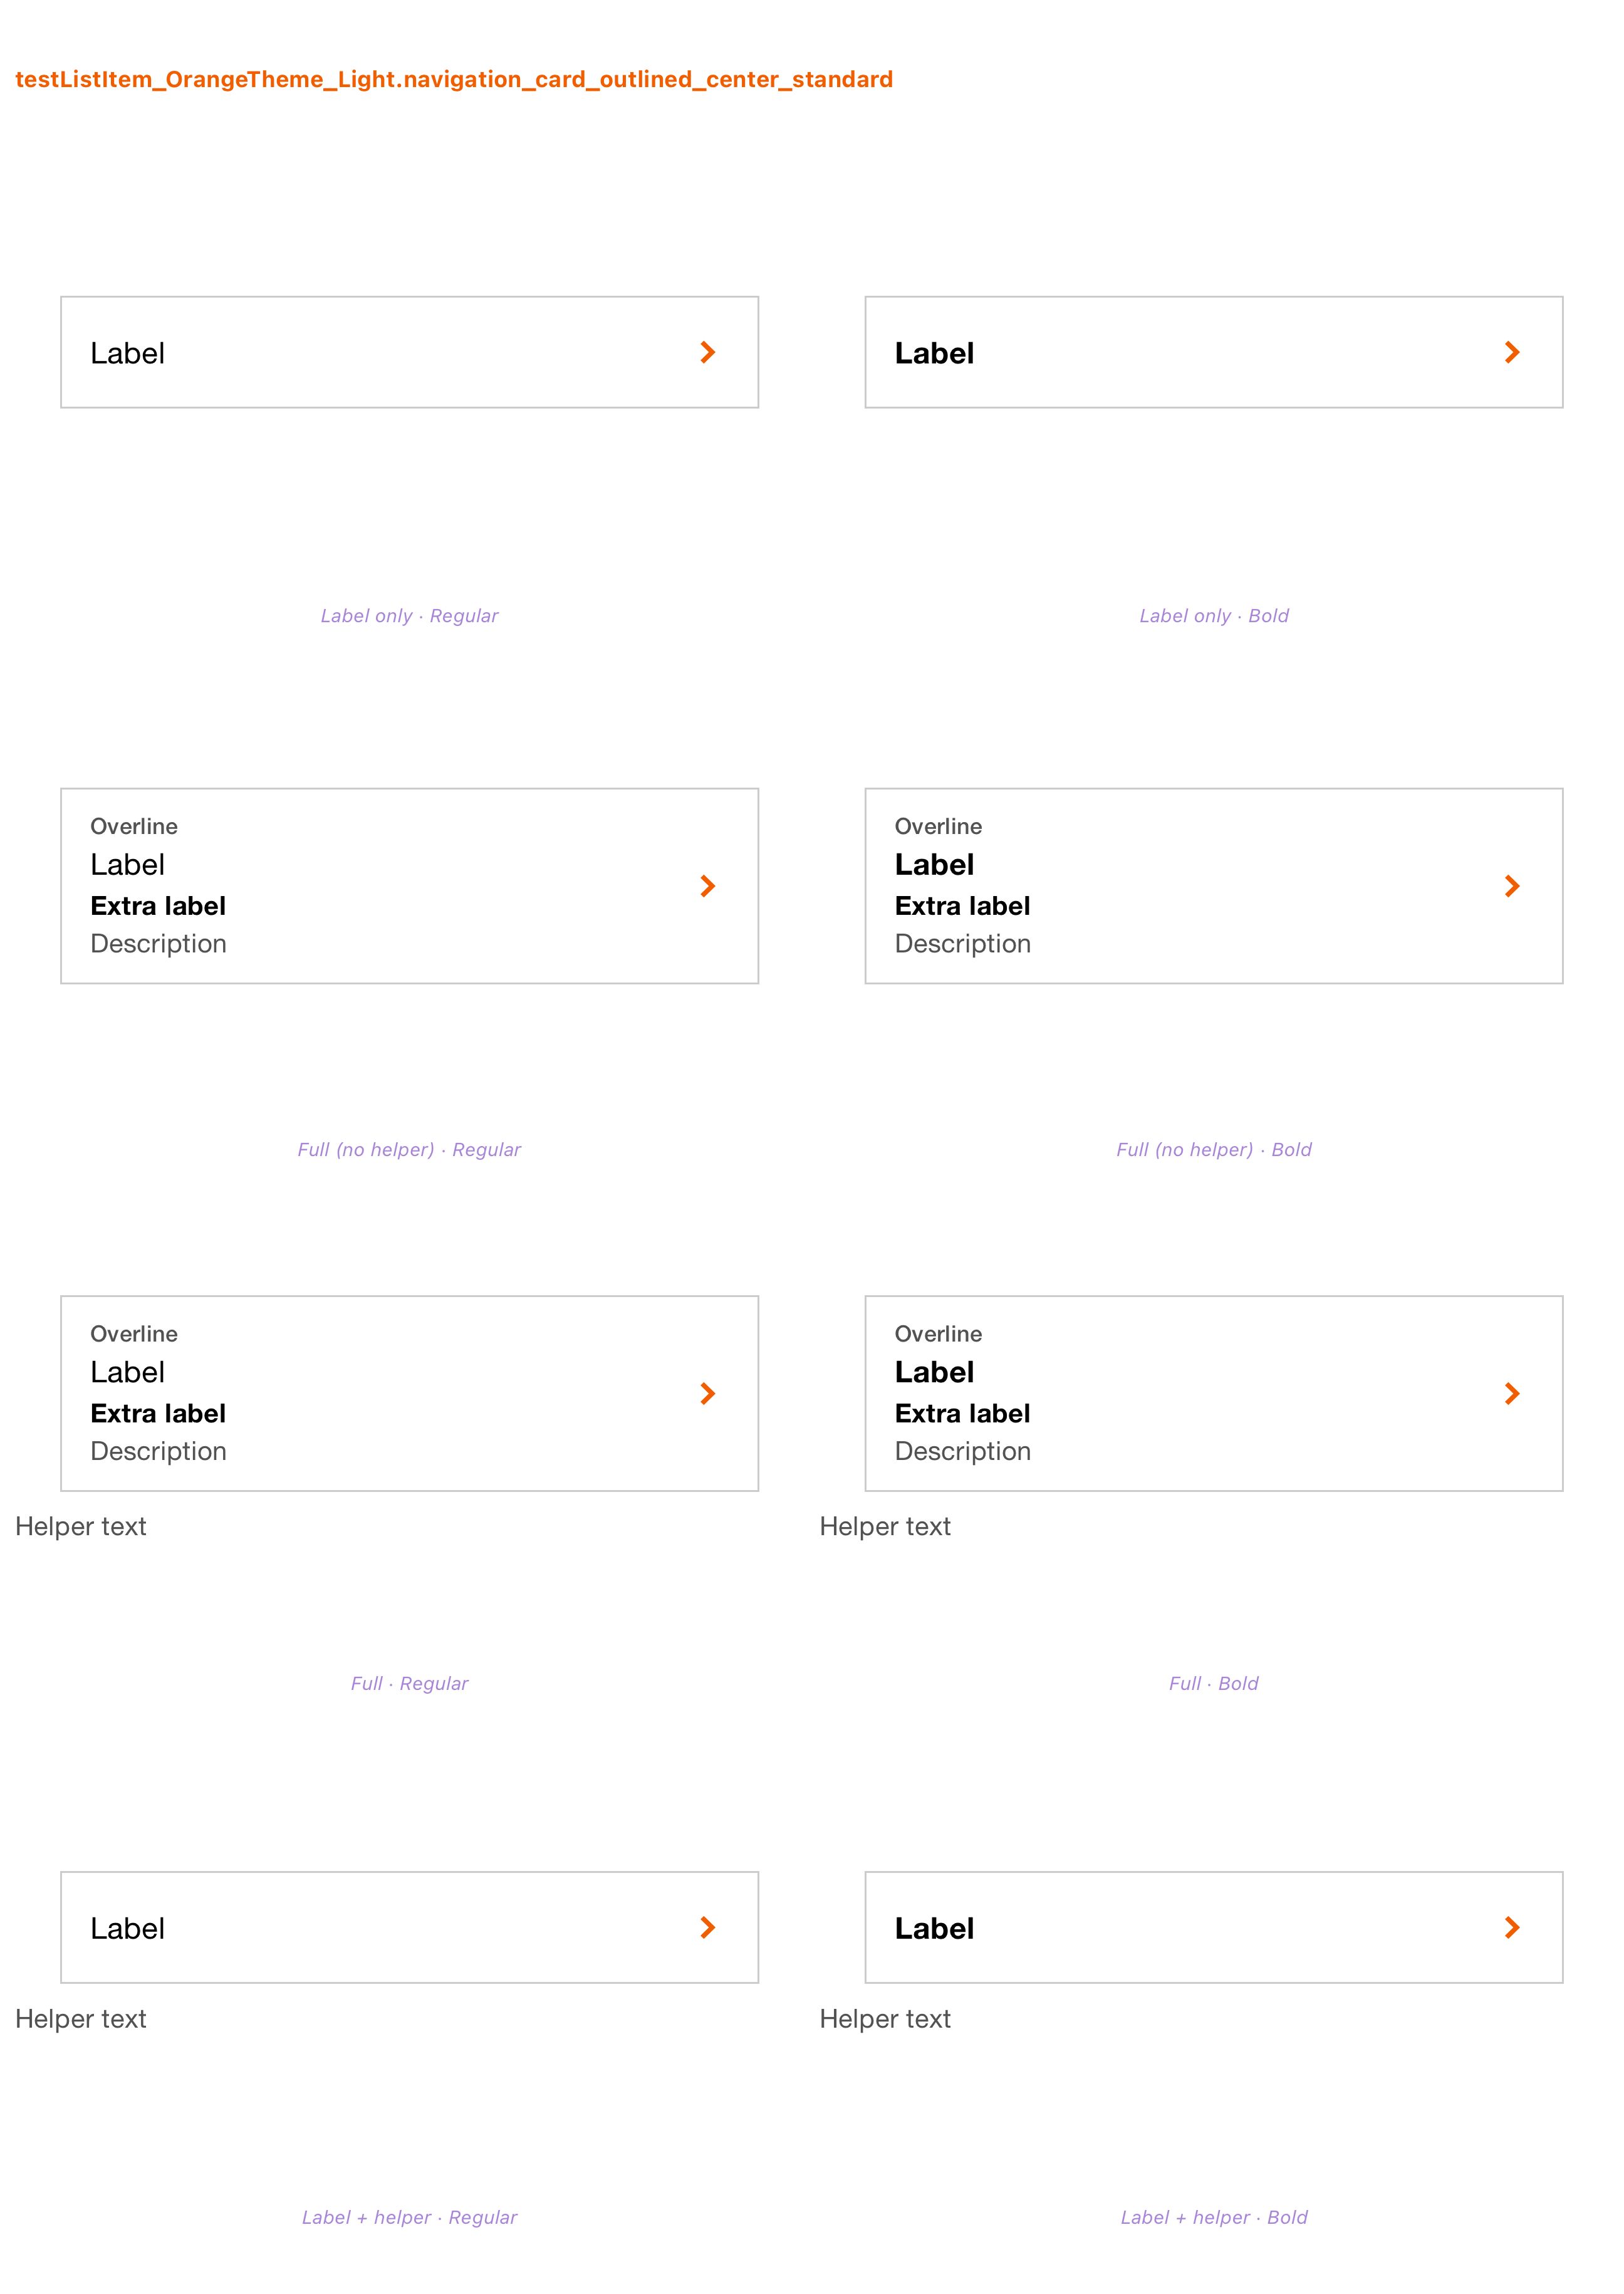 testListItem_OrangeTheme_Light.navigation_card_outlined_center_standard
Label
Label
Label only · Regular
Label only · Bold
Overline
Label
Extra label
Description
Overline
Label
Extra label
Description
Full (no helper) · Regular
Full (no helper) · Bold
Overline
Label
Extra label
Description
Helper text
Overline
Label
Extra label
Description
Helper text
Full · Regular
Full · Bold
Label
Helper text
Label
Helper text
Label + helper · Regular
Label + helper · Bold